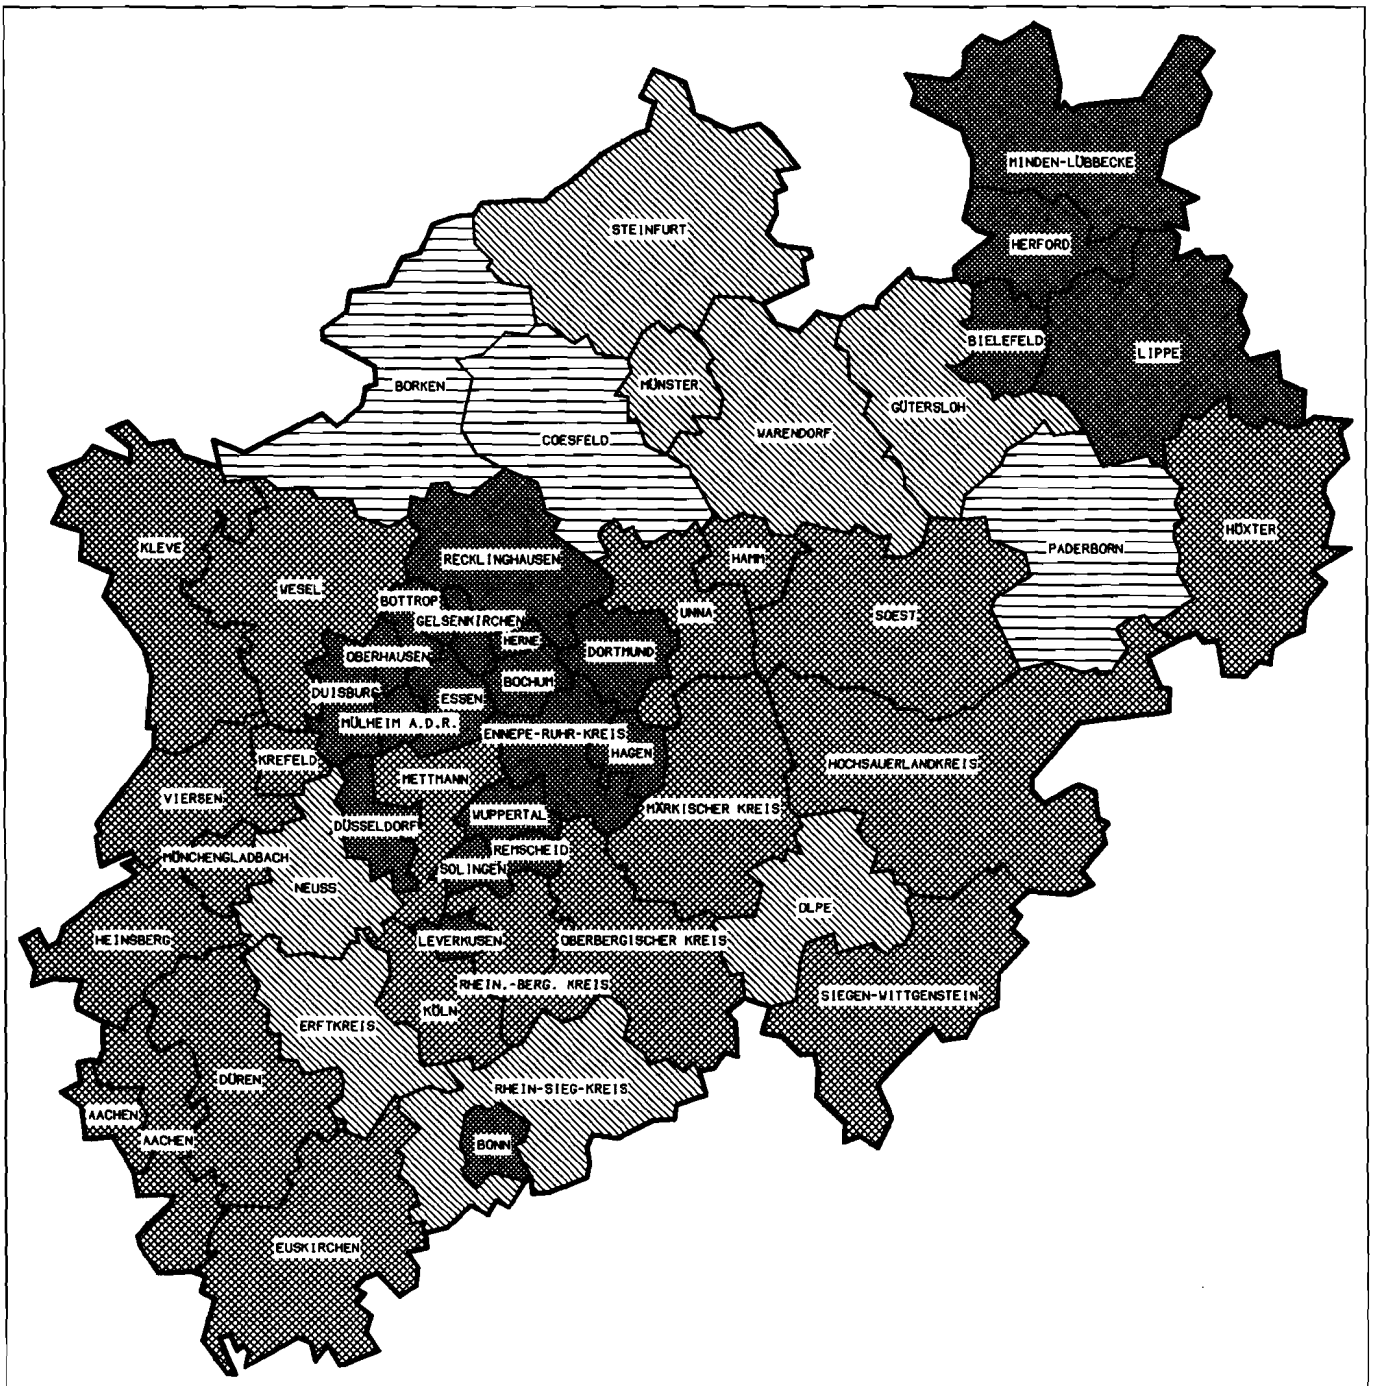 MINDEN-LÜBBECKE
STEINFURT
HERFORD
BIELEFELD
LIPPE
BORKEN
MÜNSTER
GÜTERSLOH
COESFELD
WARENDORF
HÖXTER
KLEVE
PADERBORN
RECKLINGHAUSEN
HAMM
WESEL
BOTTROP
UNNA
SOEST
GELSENKIRCHEN
HERNE
OBERHAUSEN
DORTMUND
BOCHUM
DUISBURG
ESSEN
MÜLHEIM A.D.R.
ENNEPE-RUHR-KREIS
HAGEN
KREFELD
HOCHSAUERLANDKREIS
METTMANN
VIERSEN
MÄRKISCHER KREIS
WUPPERTAL
DÜSSELDORF
REMSCHEID
MÖNCHENGLADBACH
SOLINGEN
NEUSS
OLPE
HEINSBERG
LEVERKUSEN
OBERBERGISCHER KREIS
RHEIN.-BERG. KREIS
SIEGEN-WITTGENSTEIN
KÖLN
ERFTKREIS
DÜREN
RHEIN-SIEG-KREIS
AACHEN
AACHEN
BONN
EUSKIRCHEN